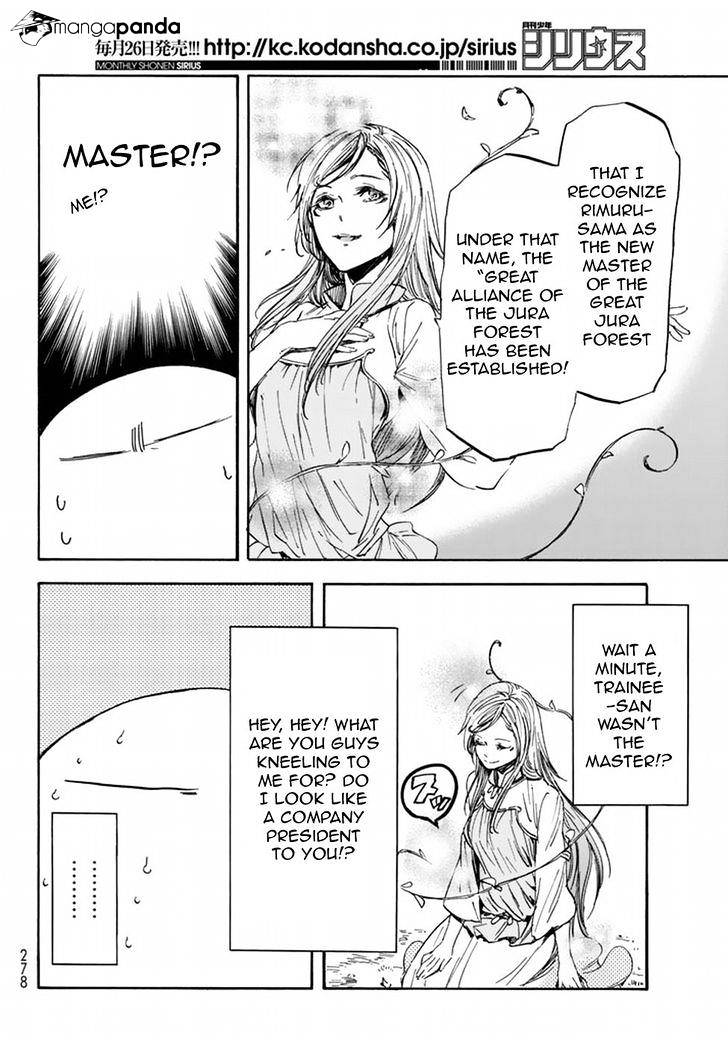 mangapanda
毎月26日発売!!!
http://kc.kodansha.co.jp/sirius
月刊少年
シリウス
MONTHLY SHONEN SIRIUS
THAT I
RECOGNIZE
RIMURU-
SAMA AS
THE NEW
MASTER
OF THE
GREAT
JURA
FOREST
UNDER THAT
NAME, THE
"GREAT
ALLIANCE OF
THE JURA
FOREST
HAS BEEN
ESTABLISHED!
MASTER!?
ME!?
WAIT A
MINUTE,
TRAINEE
-SAN
WASN'T
THE
MASTER!?
スッ
HEY, HEY! WHAT
ARE YOU GUYS
KNEELING TO
ME FOR? DO
I LOOK LIKE
A COMPANY
PRESIDENT
TO YOU!?
..........
278